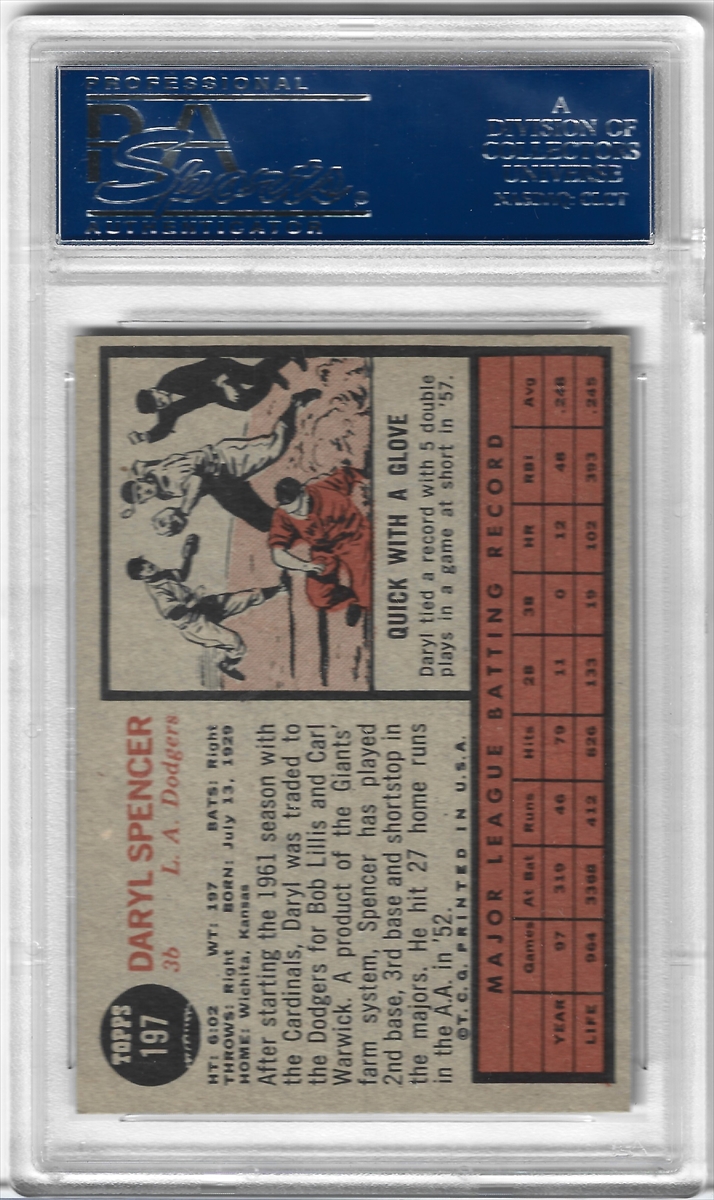 PROFESSIONAL
PSA
Sports
AUTHENTICATOR
A
DIVISION OF
COLLECTORS
UNIVERSE
NASDAQ: CLCT
TOPPS
197
DARYL SPENCER
3b L. A. Dodgers
HT: 6:02 WT: 197 BATS: Right
THROWS: Right BORN: July 13, 1929
HOME: Wichita, Kansas
After starting the 1961 season with
the Cardinals, Daryl was traded to
the Dodgers for Bob Lillis and Carl
Warwick. A product of the Giants'
farm system, Spencer has played
2nd base, 3rd base and shortstop in
the majors. He hit 27 home runs
in the A.A. in '52.
© T. C. G. PRINTED IN U.S.A.
QUICK WITH A GLOVE
Daryl tied a record with 5 double
plays in a game at short in '57.
MAJOR LEAGUE BATTING RECORD
Games At Bat Runs Hits 2B 3B HR RBI Avg
YEAR 97 319 46 79 11 0 12 48 .248
LIFE 964 3388 412 826 133 19 102 393 .245